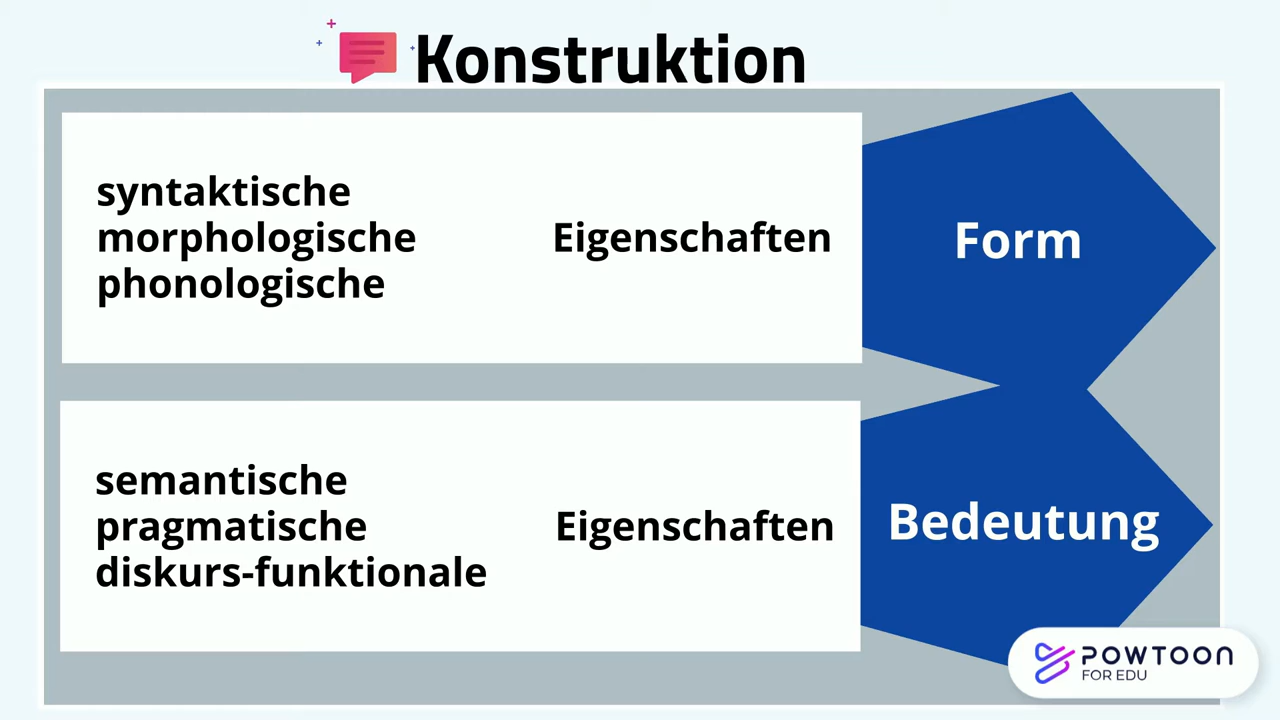 Konstruktion
syntaktische
morphologische Eigenschaften
phonologische
Form
semantische
pragmatische Eigenschaften
diskurs-funktionale
Bedeutung
POWTOON
FOR EDU